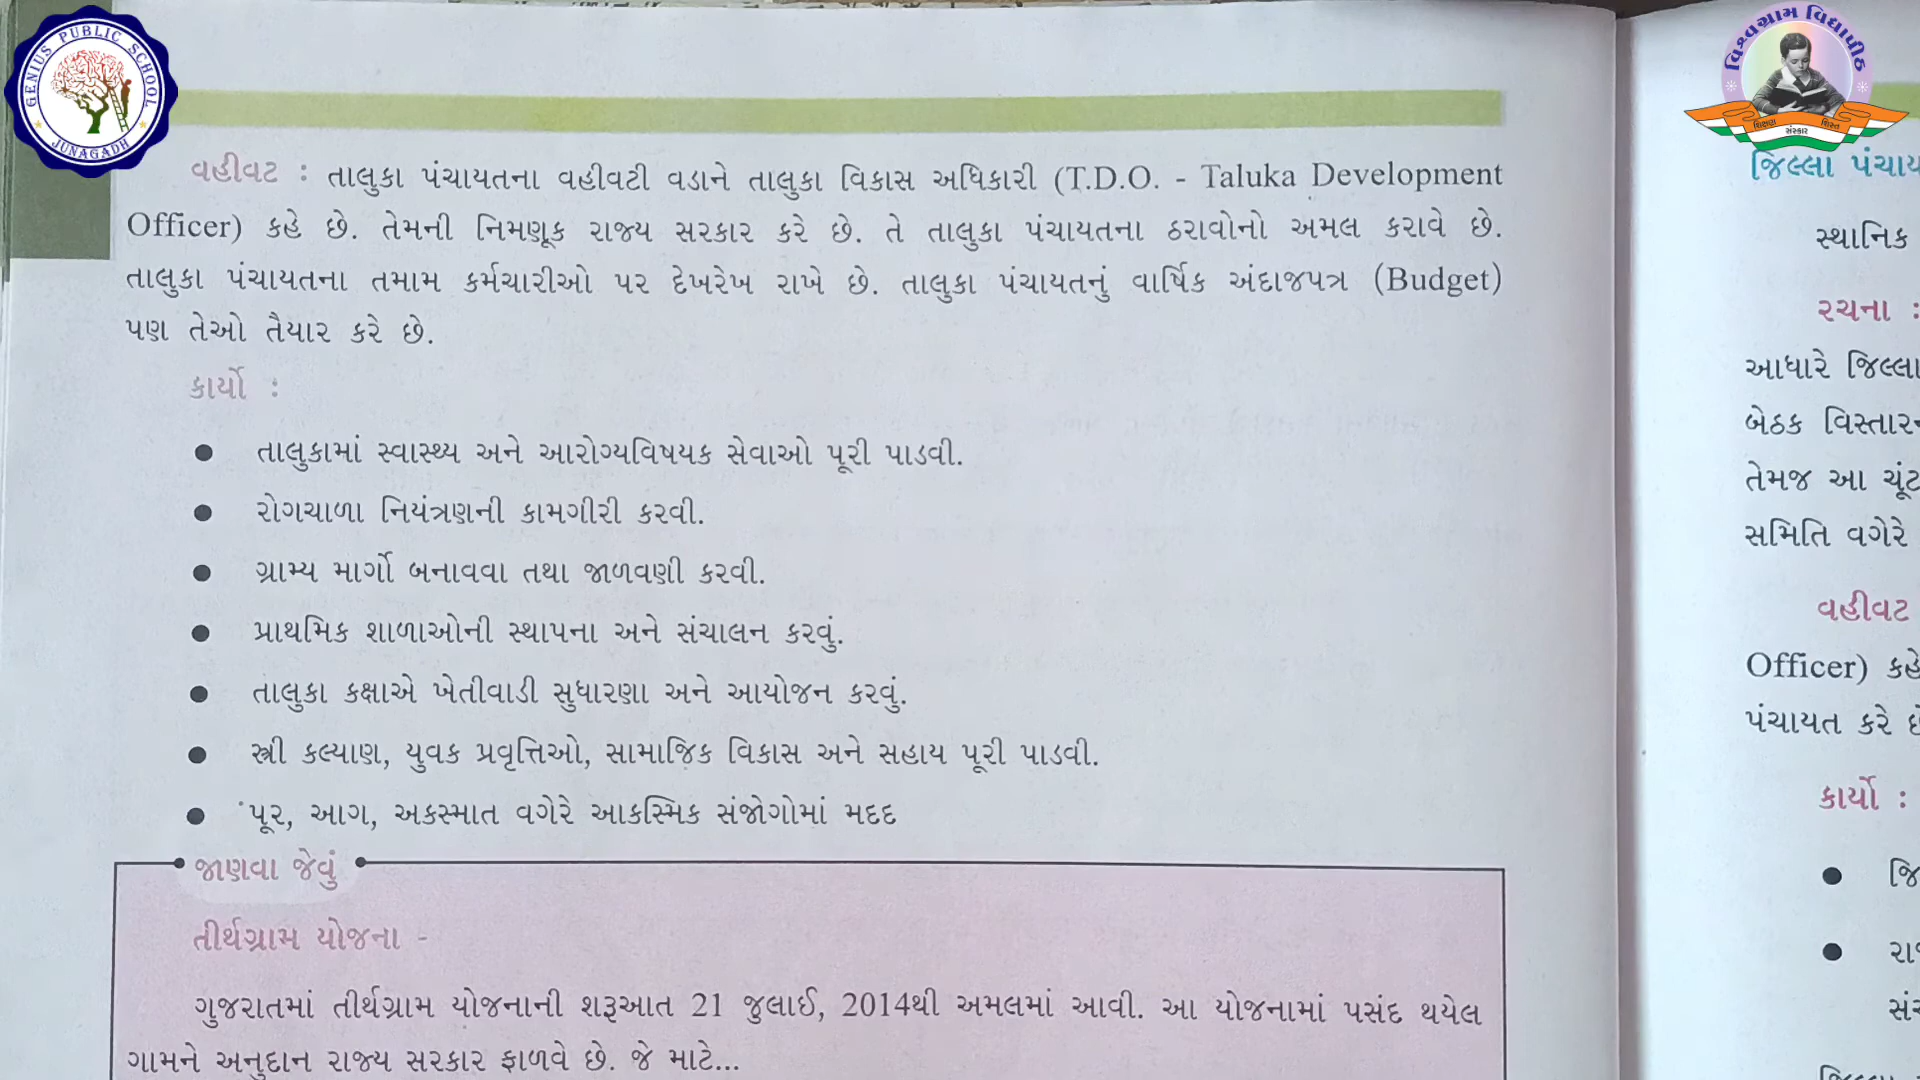 GENIUS PUBLIC SCHOOL
JUNAGADH
વિશ્વગ્રામ વિદ્યાપીઠ
શિક્ષણ સંસ્કાર શિસ્ત
વહીવટ : તાલુકા પંચાયતના વહીવટી વડાને તાલુકા વિકાસ અધિકારી (T.D.O. - Taluka Development
Officer) કહે છે. તેમની નિમણૂક રાજ્ય સરકાર કરે છે. તે તાલુકા પંચાયતના ઠરાવોનો અમલ કરાવે છે.
તાલુકા પંચાયતના તમામ કર્મચારીઓ પર દેખરેખ રાખે છે. તાલુકા પંચાયતનું વાર્ષિક અંદાજપત્ર (Budget)
પણ તેઓ તૈયાર કરે છે.
કાર્યો :
● તાલુકામાં સ્વાસ્થ્ય અને આરોગ્યવિષયક સેવાઓ પૂરી પાડવી.
● રોગચાળા નિયંત્રણની કામગીરી કરવી.
● ગ્રામ્ય માર્ગો બનાવવા તથા જાળવણી કરવી.
● પ્રાથમિક શાળાઓની સ્થાપના અને સંચાલન કરવું.
● તાલુકા કક્ષાએ ખેતીવાડી સુધારણા અને આયોજન કરવું.
● સ્ત્રી કલ્યાણ, યુવક પ્રવૃત્તિઓ, સામાજિક વિકાસ અને સહાય પૂરી પાડવી.
● પૂર, આગ, અકસ્માત વગેરે આકસ્મિક સંજોગોમાં મદદ
જાણવા જેવું
તીર્થગ્રામ યોજના -
ગુજરાતમાં તીર્થગ્રામ યોજનાની શરૂઆત 21 જુલાઈ, 2014થી અમલમાં આવી. આ યોજનામાં પસંદ થયેલ
ગામને અનુદાન રાજ્ય સરકાર ફાળવે છે. જે માટે...
જિલ્લા
સ્થાનિક
રચના :
આધારે જિલ્લા
બેઠક
તેમજ આ
સમિતિ વગેરે
વહીવટ
Officer)
પંચાયત કરે
કાર્યો :
●
●